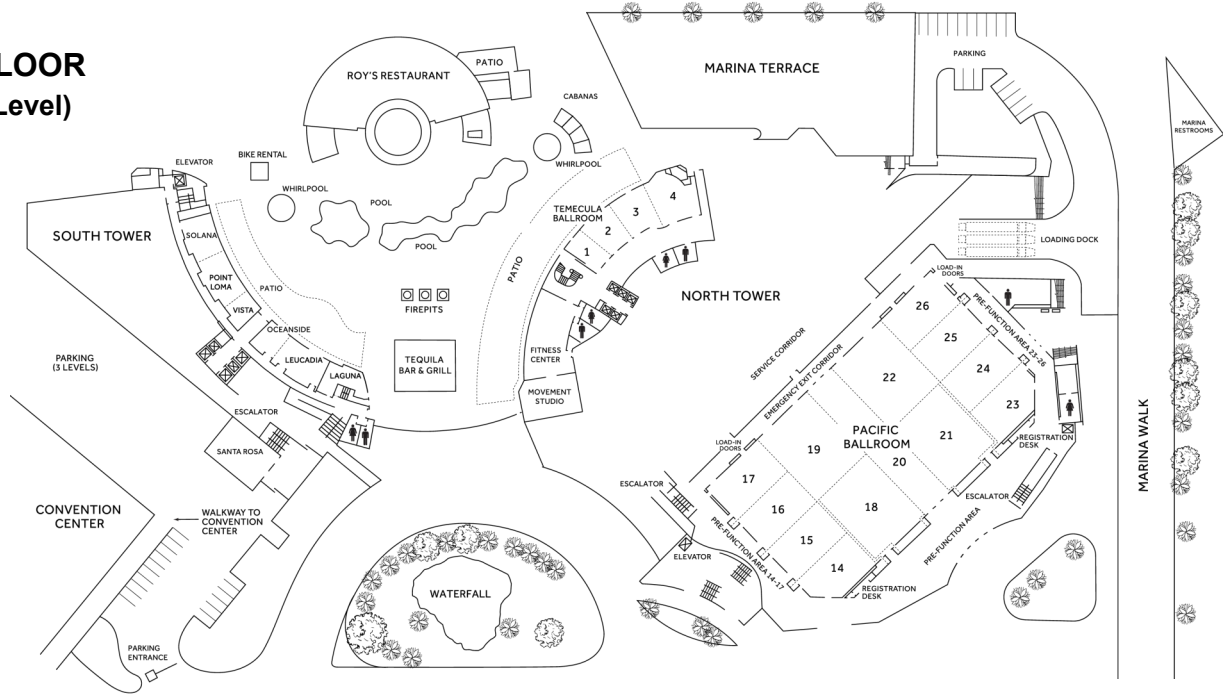 LOOR
Level)
ROY'S RESTAURANT
PATIO
CABANAS
WHIRLPOOL
MARINA TERRACE
PARKING
MARINA
RESTROOMS
ELEVATOR
BIKE RENTAL
WHIRLPOOL
POOL
POOL
TEMECULA
BALLROOM
1
2
3
4
SOUTH TOWER
SOLANA
POINT
LOMA
VISTA
PATIO
OCEANSIDE
LEUCADIA
LAGUNA
FIREPITS
TEQUILA
BAR & GRILL
PATIO
FITNESS
CENTER
MOVEMENT
STUDIO
NORTH TOWER
LOADING DOCK
LOAD-IN
DOORS
PRE-FUNCTION AREA 23-26
SERVICE CORRIDOR
EMERGENCY EXIT CORRIDOR
26
25
24
23
22
21
PACIFIC
BALLROOM
20
19
18
17
16
15
14
LOAD-IN
DOORS
REGISTRATION
DESK
ESCALATOR
PRE-FUNCTION AREA
REGISTRATION
DESK
PRE-FUNCTION AREA 14-17
ESCALATOR
ELEVATOR
MARINA WALK
PARKING
(3 LEVELS)
ESCALATOR
SANTA ROSA
CONVENTION
CENTER
WALKWAY TO
CONVENTION
CENTER
WATERFALL
PARKING
ENTRANCE